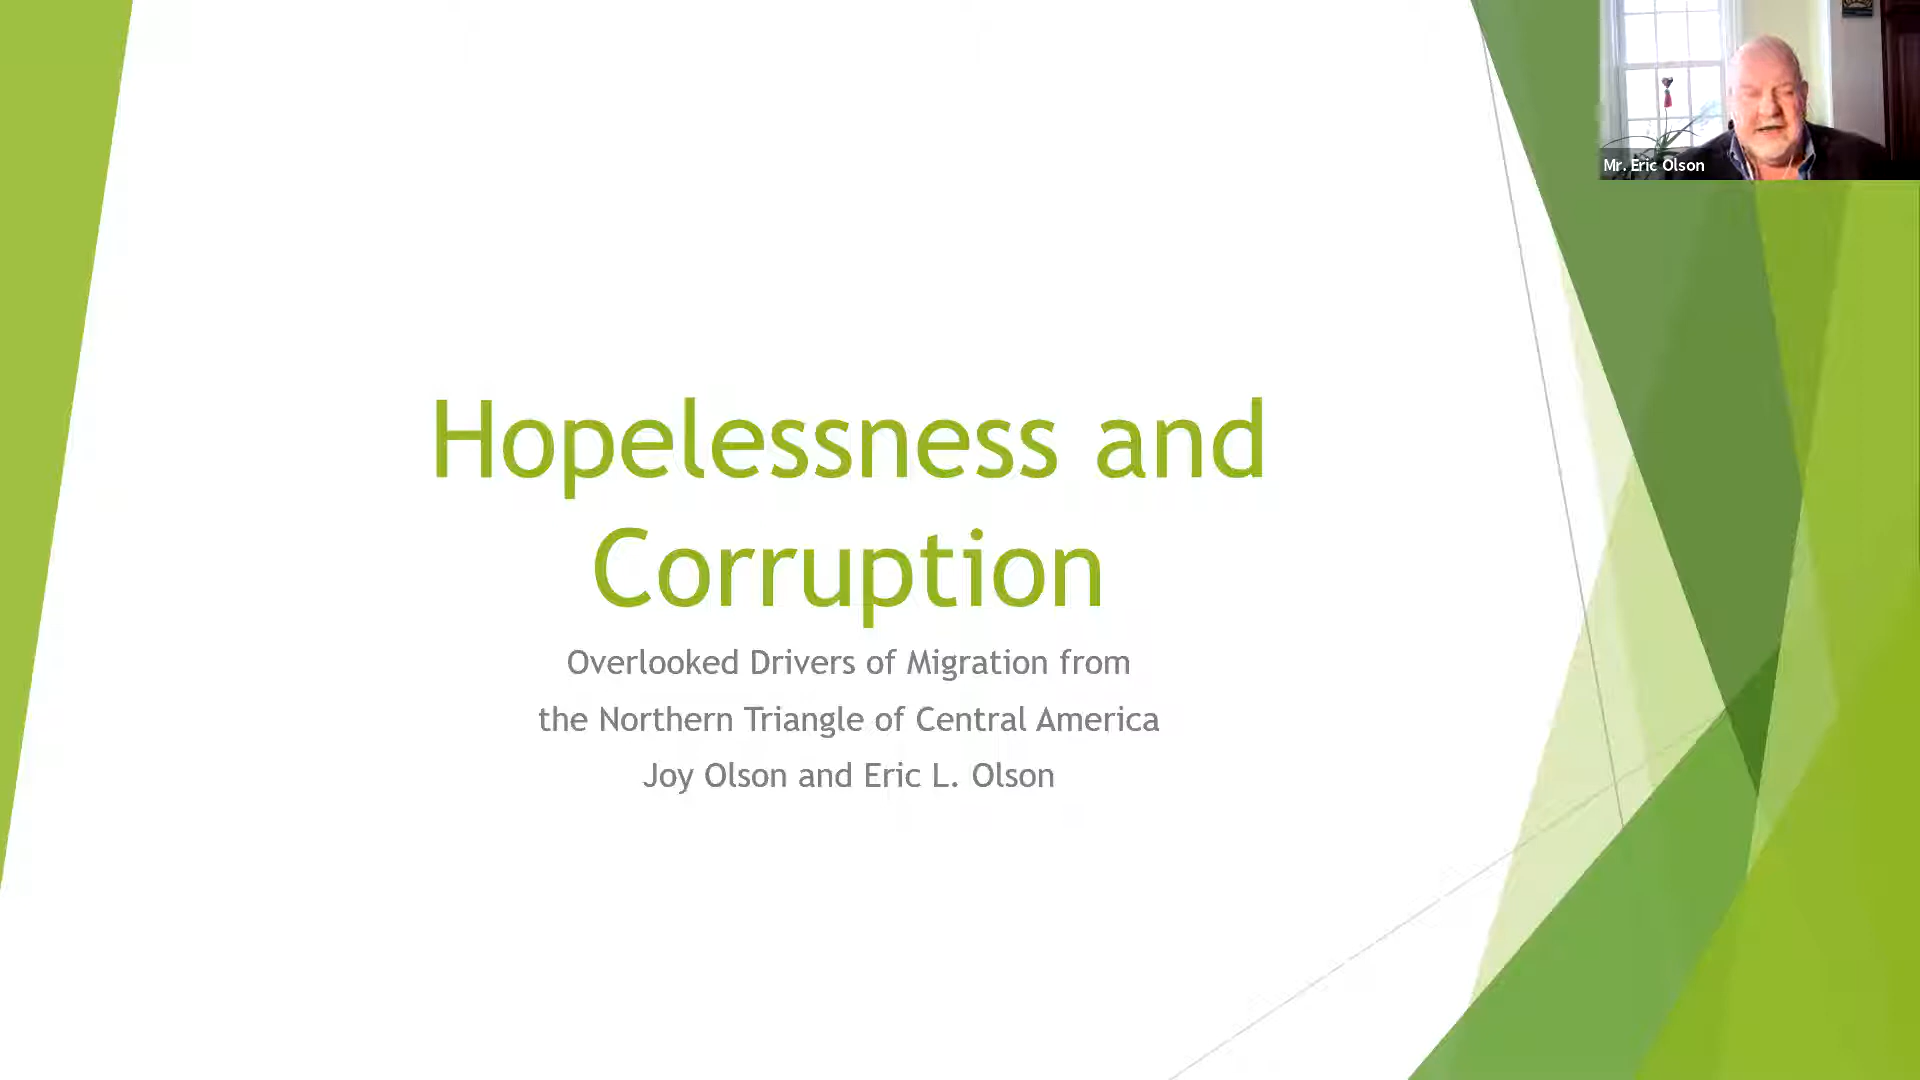 Mr. Eric Olson
Hopelessness and
Corruption
Overlooked Drivers of Migration from
the Northern Triangle of Central America
Joy Olson and Eric L. Olson